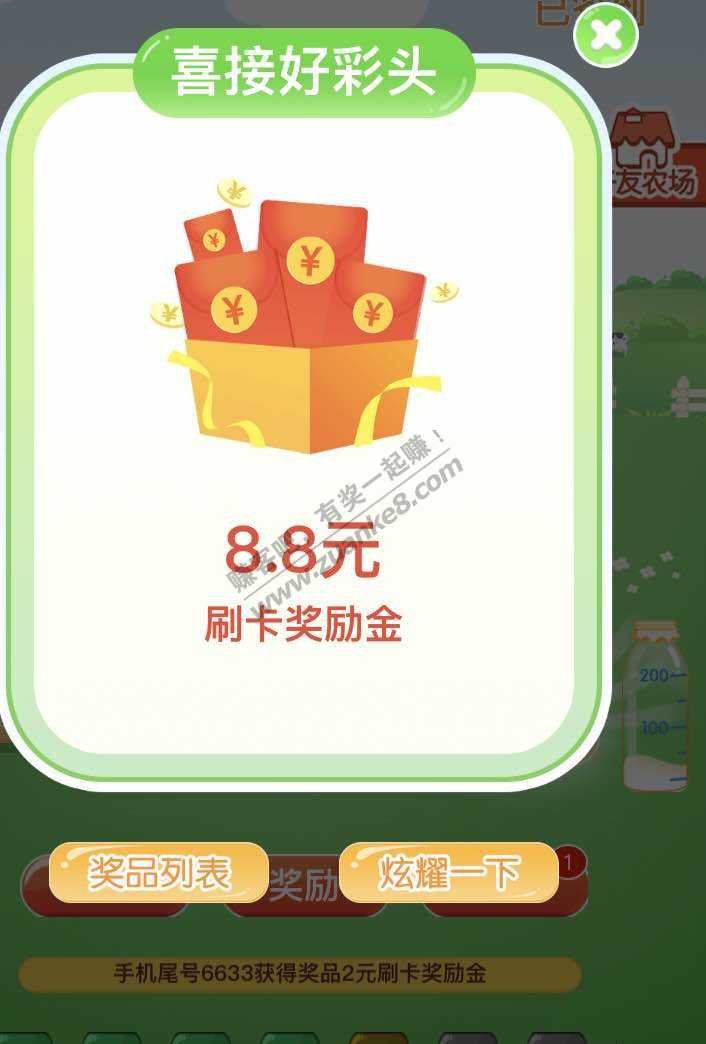 喜接好彩头
友农场
¥
¥
¥
¥
赚客吧，有奖一起赚！
www.zuanke8.com
8.8元
刷卡奖励金
200
100
奖品列表
奖励
炫耀一下
1
手机尾号6633获得奖品2元刷卡奖励金